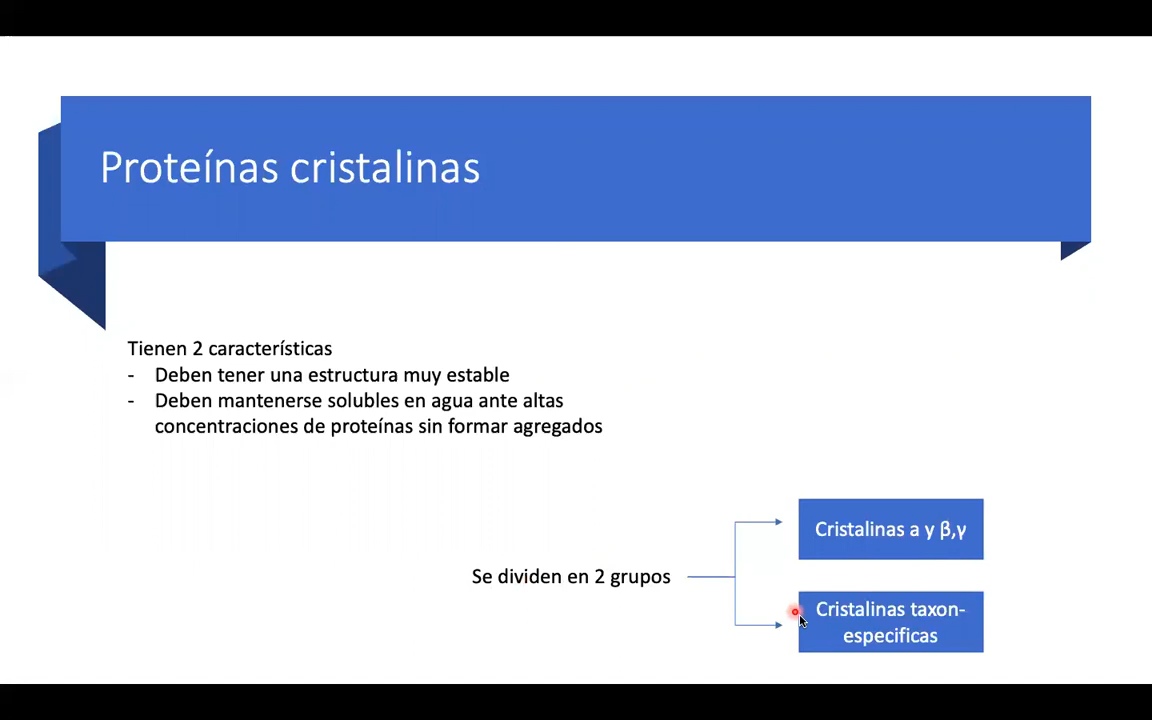 Proteínas cristalinas
Tienen 2 características
- Deben tener una estructura muy estable
- Deben mantenerse solubles en agua ante altas
concentraciones de proteínas sin formar agregados
Se dividen en 2 grupos
Cristalinas a y β,γ
Cristalinas taxon-
especificas